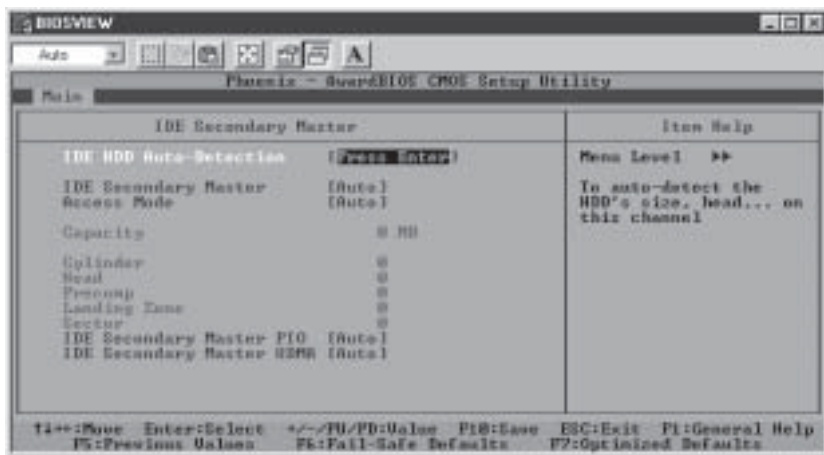 BIOSVIEW
Auto
A
Phoenix - AwardBIOS CMOS Setup Utility
Main
IDE Secondary Master
Item Help
IDE HDD Auto-Detection [Press Enter]
Menu Level ▸▸
IDE Secondary Master [Auto]
To auto-detect the
Access Mode [Auto]
HDD's size, head... on
this channel
Capacity 0 MB
Cylinder 0
Head 0
Precomp 0
Landing Zone 0
Sector 0
IDE Secondary Master PIO [Auto]
IDE Secondary Master UDMA [Auto]
↑↓→←:Move Enter:Select +/-/PU/PD:Value F10:Save ESC:Exit F1:General Help
F5:Previous Values F6:Fail-Safe Defaults F7:Optimized Defaults